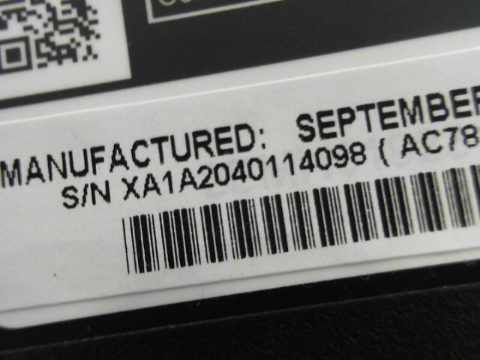 MANUFACTURED: SEPTEMBER
S/N XA1A2040114098 ( AC78